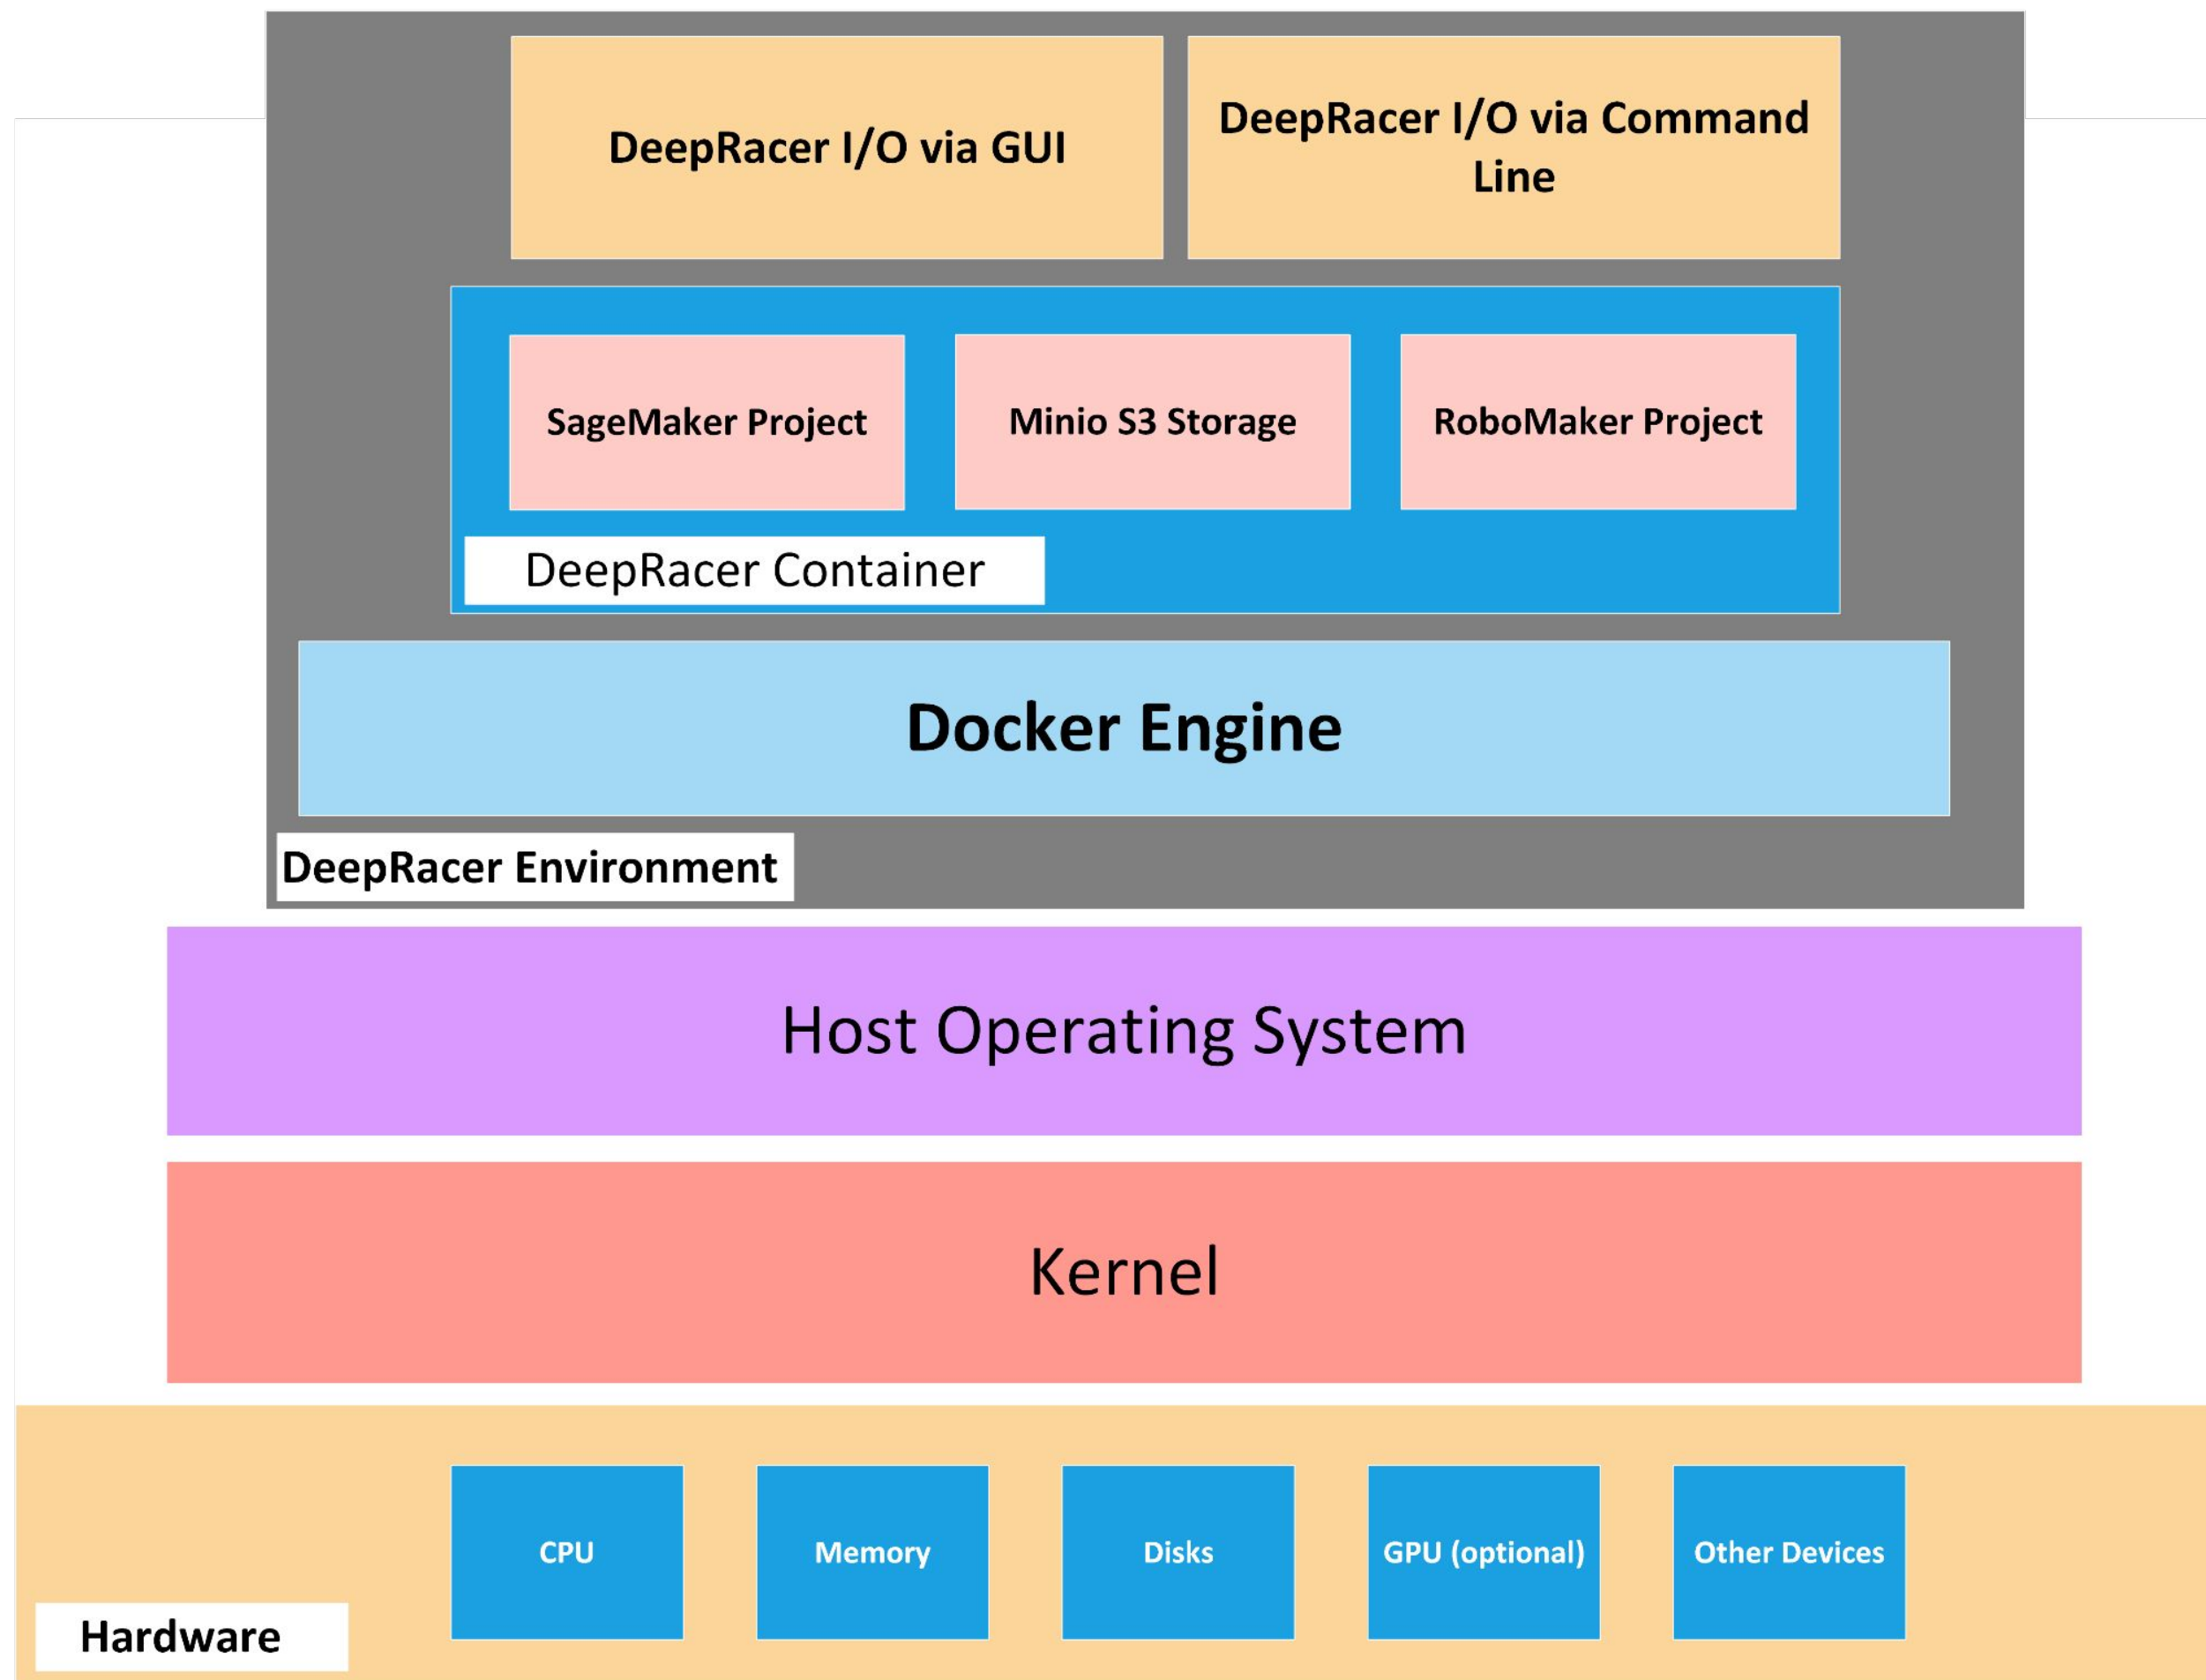 DeepRacer I/O via GUI
DeepRacer I/O via Command
Line
SageMaker Project
Minio S3 Storage
RoboMaker Project
DeepRacer Container
Docker Engine
DeepRacer Environment
Host Operating System
Kernel
CPU
Memory
Disks
GPU (optional)
Other Devices
Hardware